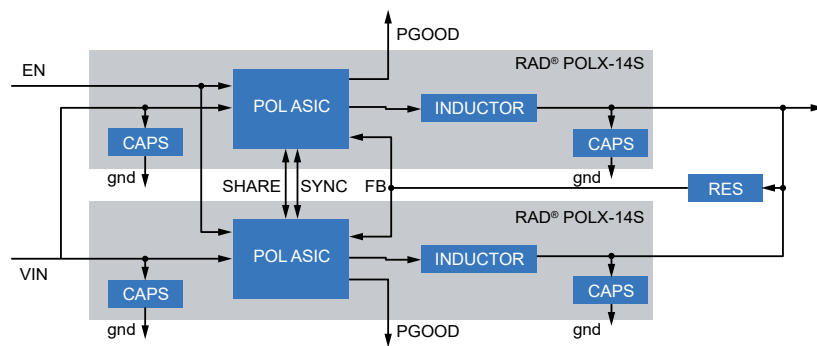 PGOOD
RAD® POLX-14S
EN
POL ASIC
INDUCTOR
CAPS
CAPS
gnd
gnd
SHARE
SYNC
FB
RES
RAD® POLX-14S
POL ASIC
INDUCTOR
VIN
CAPS
CAPS
gnd
PGOOD
gnd